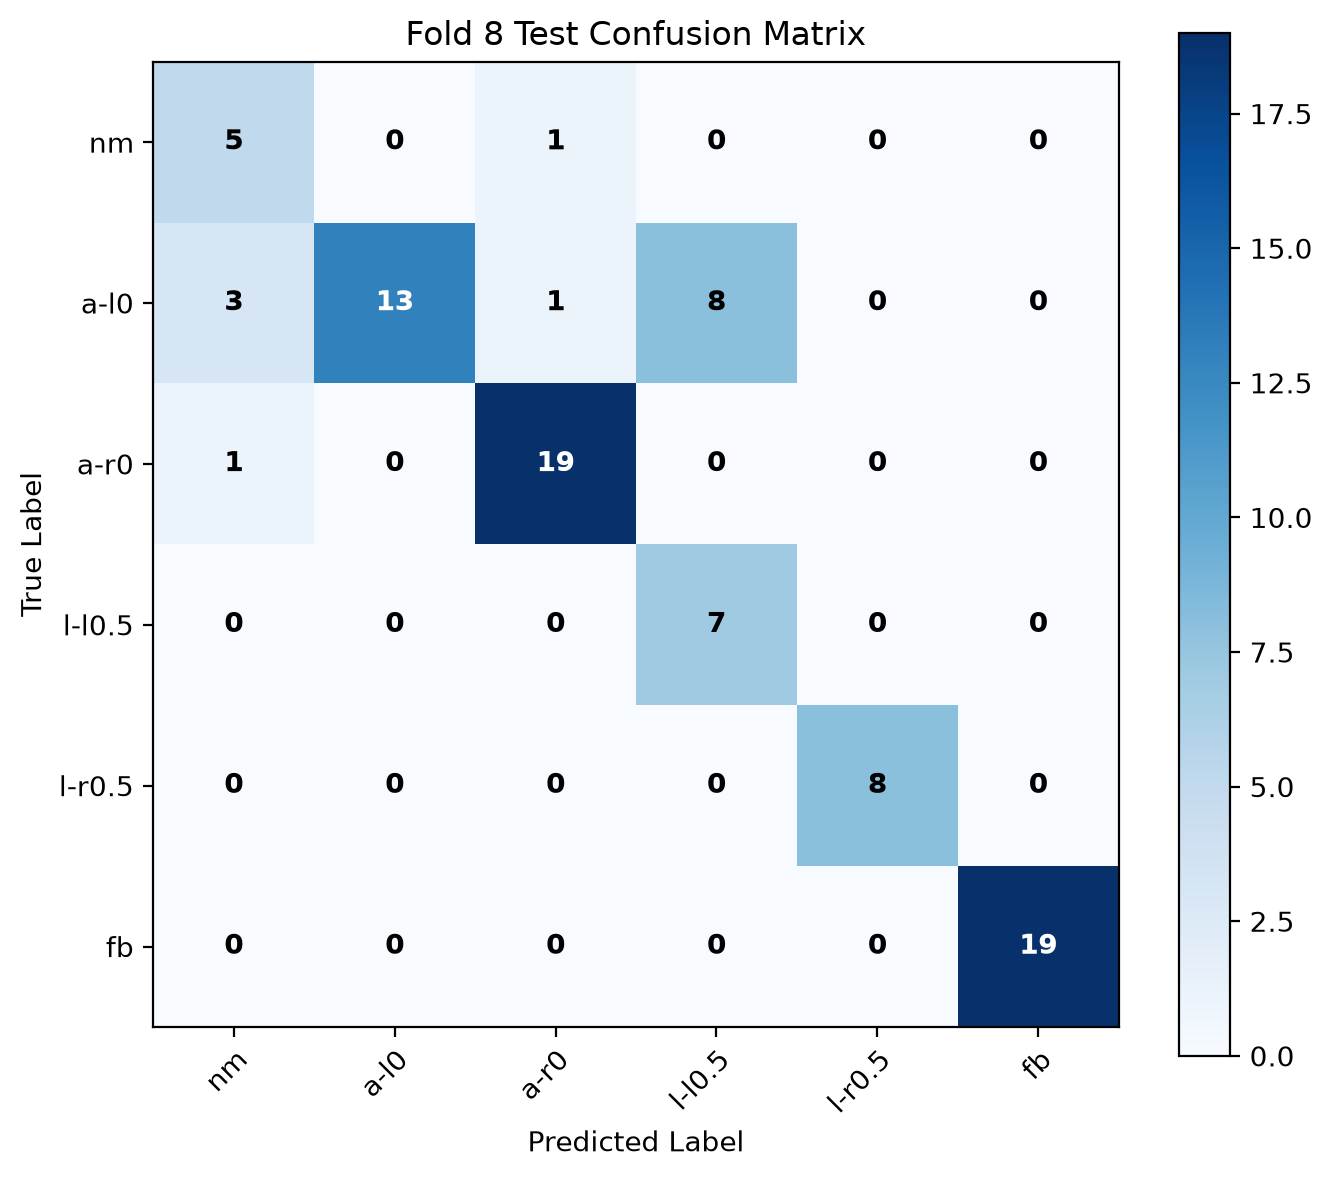 Fold 8 Test Confusion Matrix
nm 5 0 1 0 0 0
a-l0 3 13 1 8 0 0
a-r0 1 0 19 0 0 0
l-l0.5 0 0 0 7 0 0
l-r0.5 0 0 0 0 8 0
fb 0 0 0 0 0 19
nm a-l0 a-r0 l-l0.5 l-r0.5 fb
Predicted Label
True Label
17.5
15.0
12.5
10.0
7.5
5.0
2.5
0.0